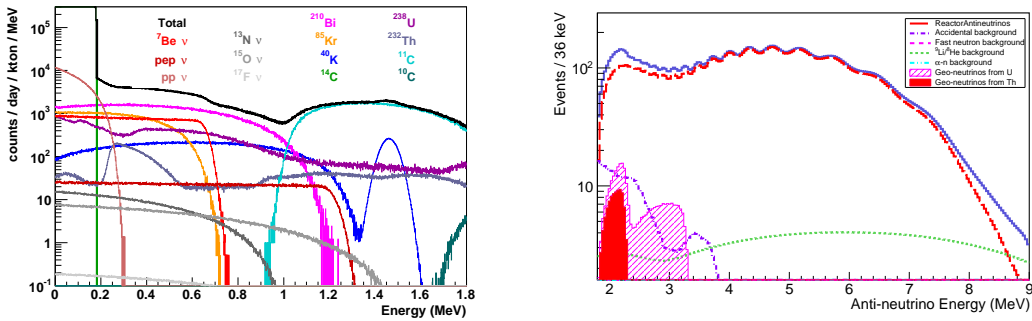 counts / day / kton / MeV
10⁵
10⁴
10³
10²
10
1
10⁻¹
Total
⁷Be ν
pep ν
pp ν
¹³N ν
¹⁵O ν
¹⁷F ν
²¹⁰Bi
⁸⁵Kr
⁴⁰K
¹⁴C
²³⁸U
²³²Th
¹¹C
¹⁰C
0 0.2 0.4 0.6 0.8 1 1.2 1.4 1.6 1.8
Energy (MeV)
Events / 36 keV
10²
10
ReactorAntineutrinos
Accidental background
Fast neutron background
⁹Li/⁸He background
α-n background
Geo-neutrinos from U
Geo-neutrinos from Th
2 3 4 5 6 7 8 9
Anti-neutrino Energy (MeV)